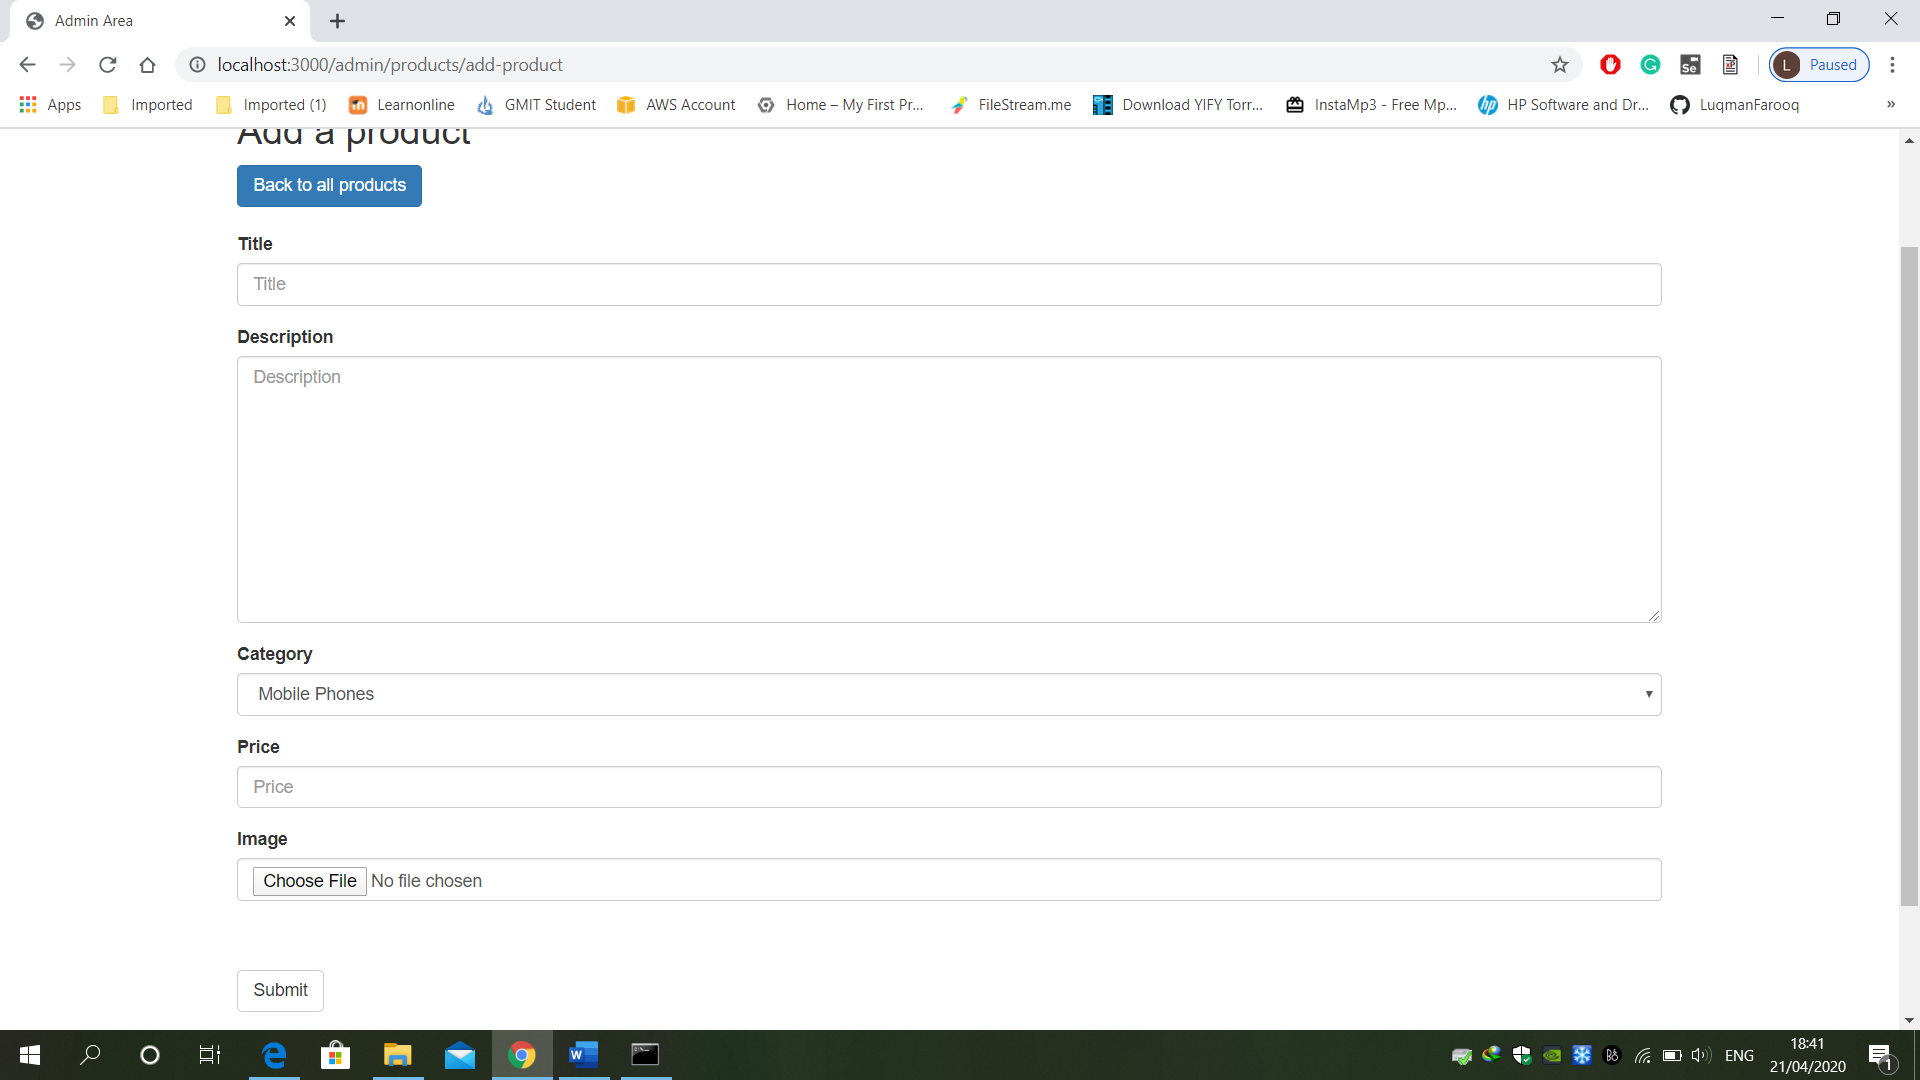 Admin Area
localhost:3000/admin/products/add-product
L Paused
Apps Imported Imported (1) Learnonline GMIT Student AWS Account Home – My First Pr... FileStream.me Download YIFY Torr... InstaMp3 - Free Mp... HP Software and Dr... LuqmanFarooq »
Add a product
Back to all products
Title
Title
Description
Description
Category
Mobile Phones
Price
Price
Image
Choose File No file chosen
Submit
ENG
18:41
21/04/2020
1